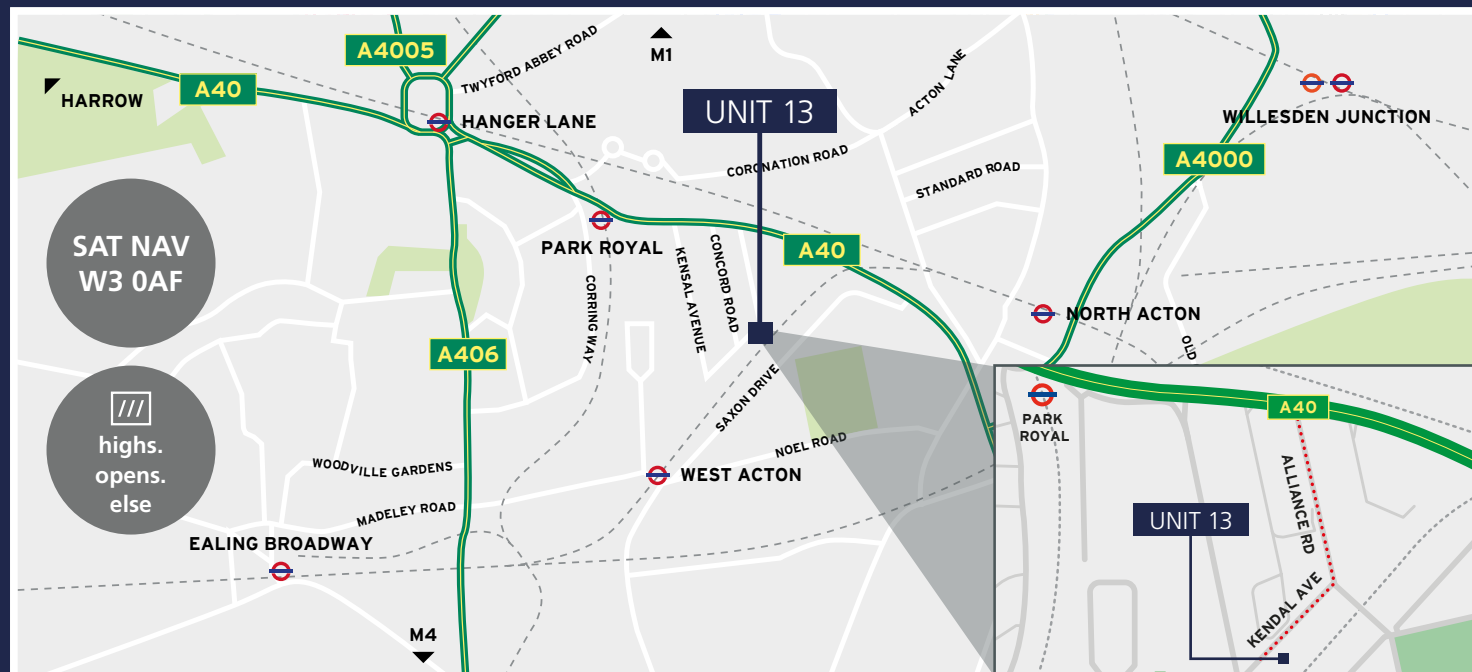 A4005
TWYFORD ABBEY ROAD
M1
HARROW
A40
HANGER LANE
UNIT 13
ACTON LANE
WILLESDEN JUNCTION
CORONATION ROAD
STANDARD ROAD
A4000
SAT NAV
W3 0AF
PARK ROYAL
A40
CORRING WAY
KENSAL AVENUE
CONCORD ROAD
NORTH ACTON
OLD
A406
SAXON DRIVE
///
highs.
opens.
else
WOODVILLE GARDENS
NOEL ROAD
WEST ACTON
MADELEY ROAD
EALING BROADWAY
M4
PARK
ROYAL
A40
ALLIANCE RD
UNIT 13
KENDAL AVE